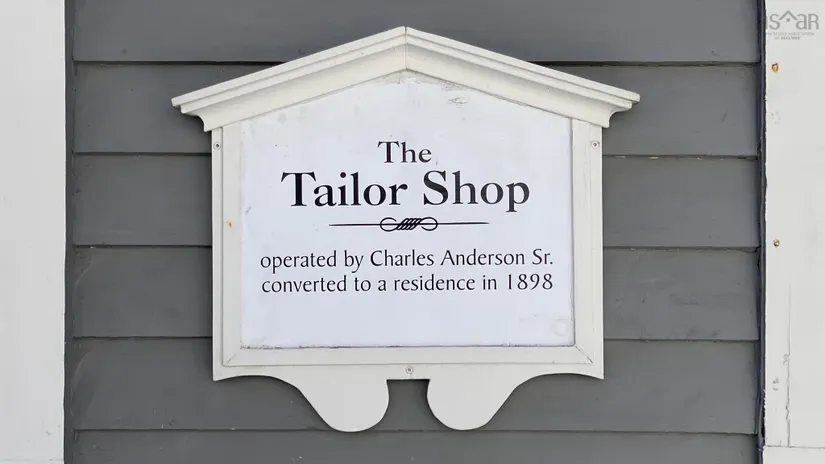 The
Tailor Shop
operated by Charles Anderson Sr.
converted to a residence in 1898